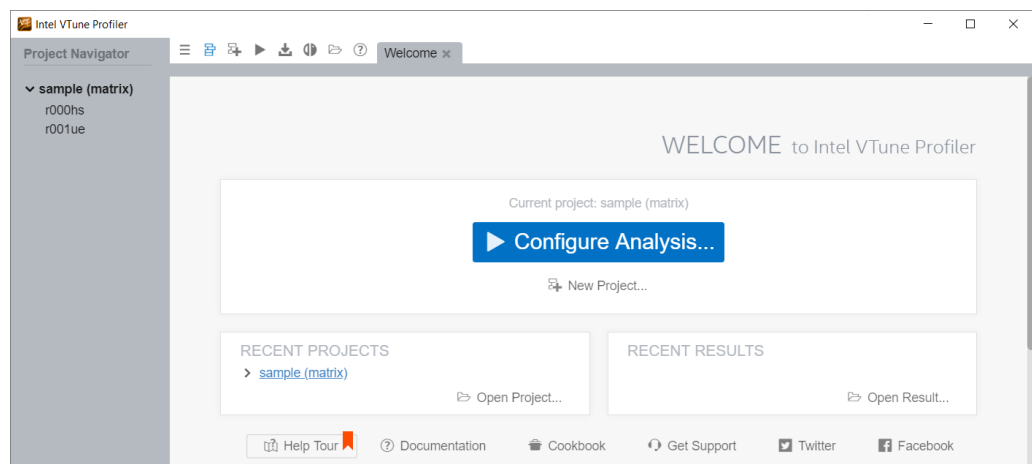 Intel VTune Profiler
Project Navigator
Welcome
sample (matrix)
r000hs
r001ue
WELCOME to Intel VTune Profiler
Current project: sample (matrix)
Configure Analysis...
New Project...
RECENT PROJECTS
sample (matrix)
Open Project...
RECENT RESULTS
Open Result...
Help Tour
Documentation
Cookbook
Get Support
Twitter
Facebook